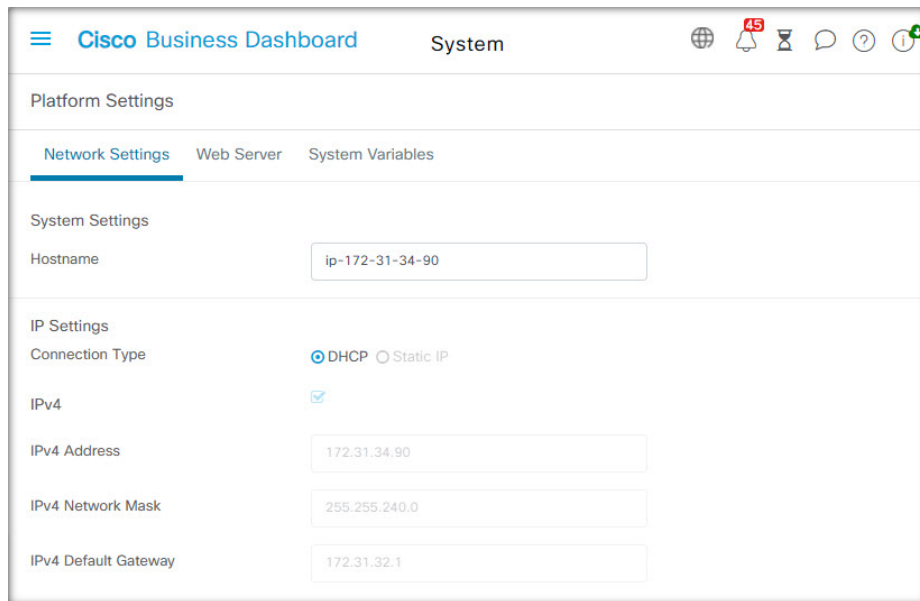 Cisco Business Dashboard System 45
Platform Settings
Network Settings Web Server System Variables
System Settings
Hostname ip-172-31-34-90
IP Settings
Connection Type DHCP Static IP
IPv4
IPv4 Address 172.31.34.90
IPv4 Network Mask 255.255.240.0
IPv4 Default Gateway 172.31.32.1